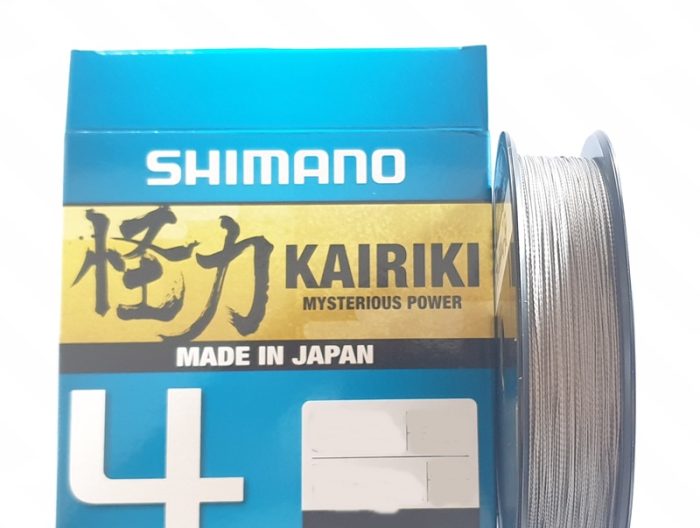 SHIMANO
怪力 KAIRIKI
MYSTERIOUS POWER
MADE IN JAPAN
4